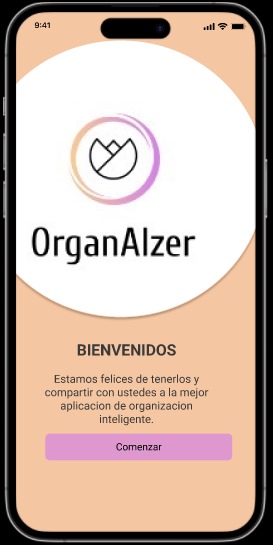 9:41
OrganAIzer
BIENVENIDOS
Estamos felices de tenerlos y
compartir con ustedes a la mejor
aplicacion de organizacion
inteligente.
Comenzar